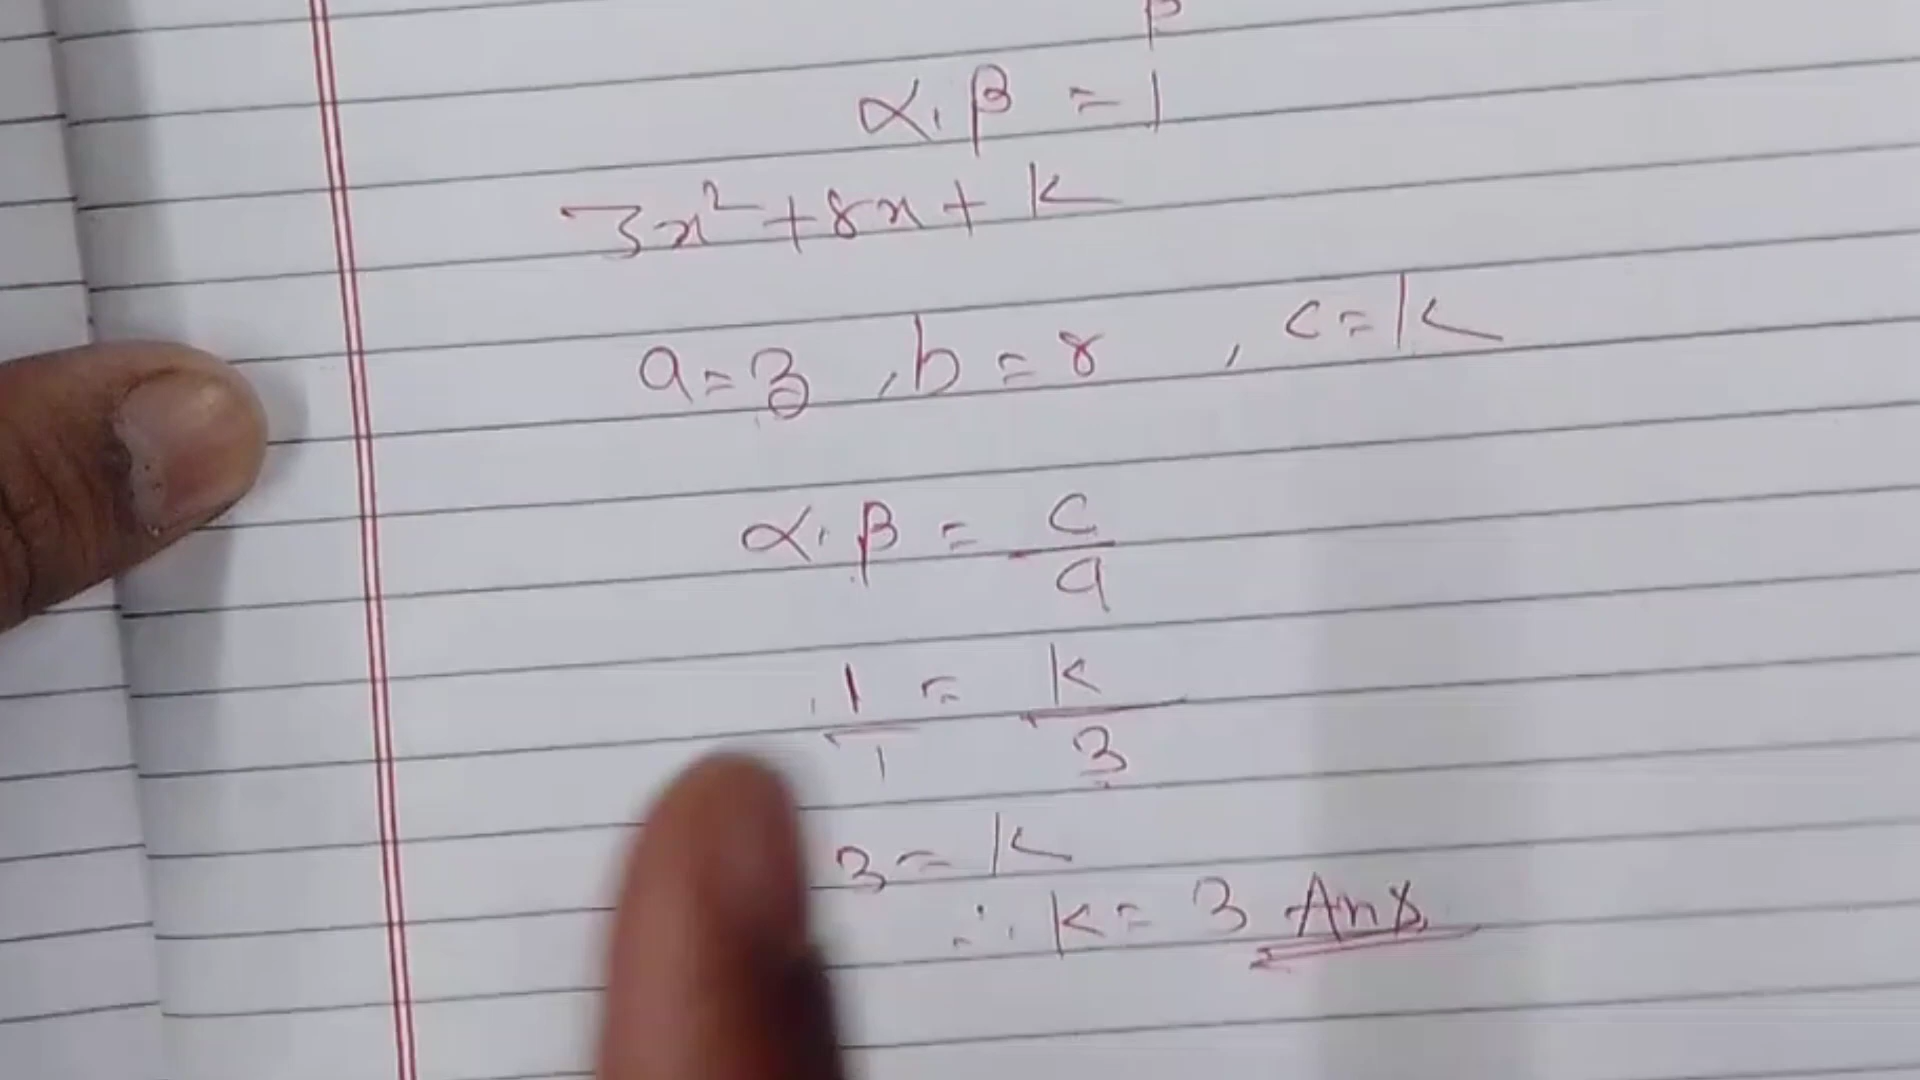 β
α.β = 1
3x²+8x+k
a=3, b=8, c=k
α.β = c/a
1/1 = k/3
3=k
∴ k=3 Ans